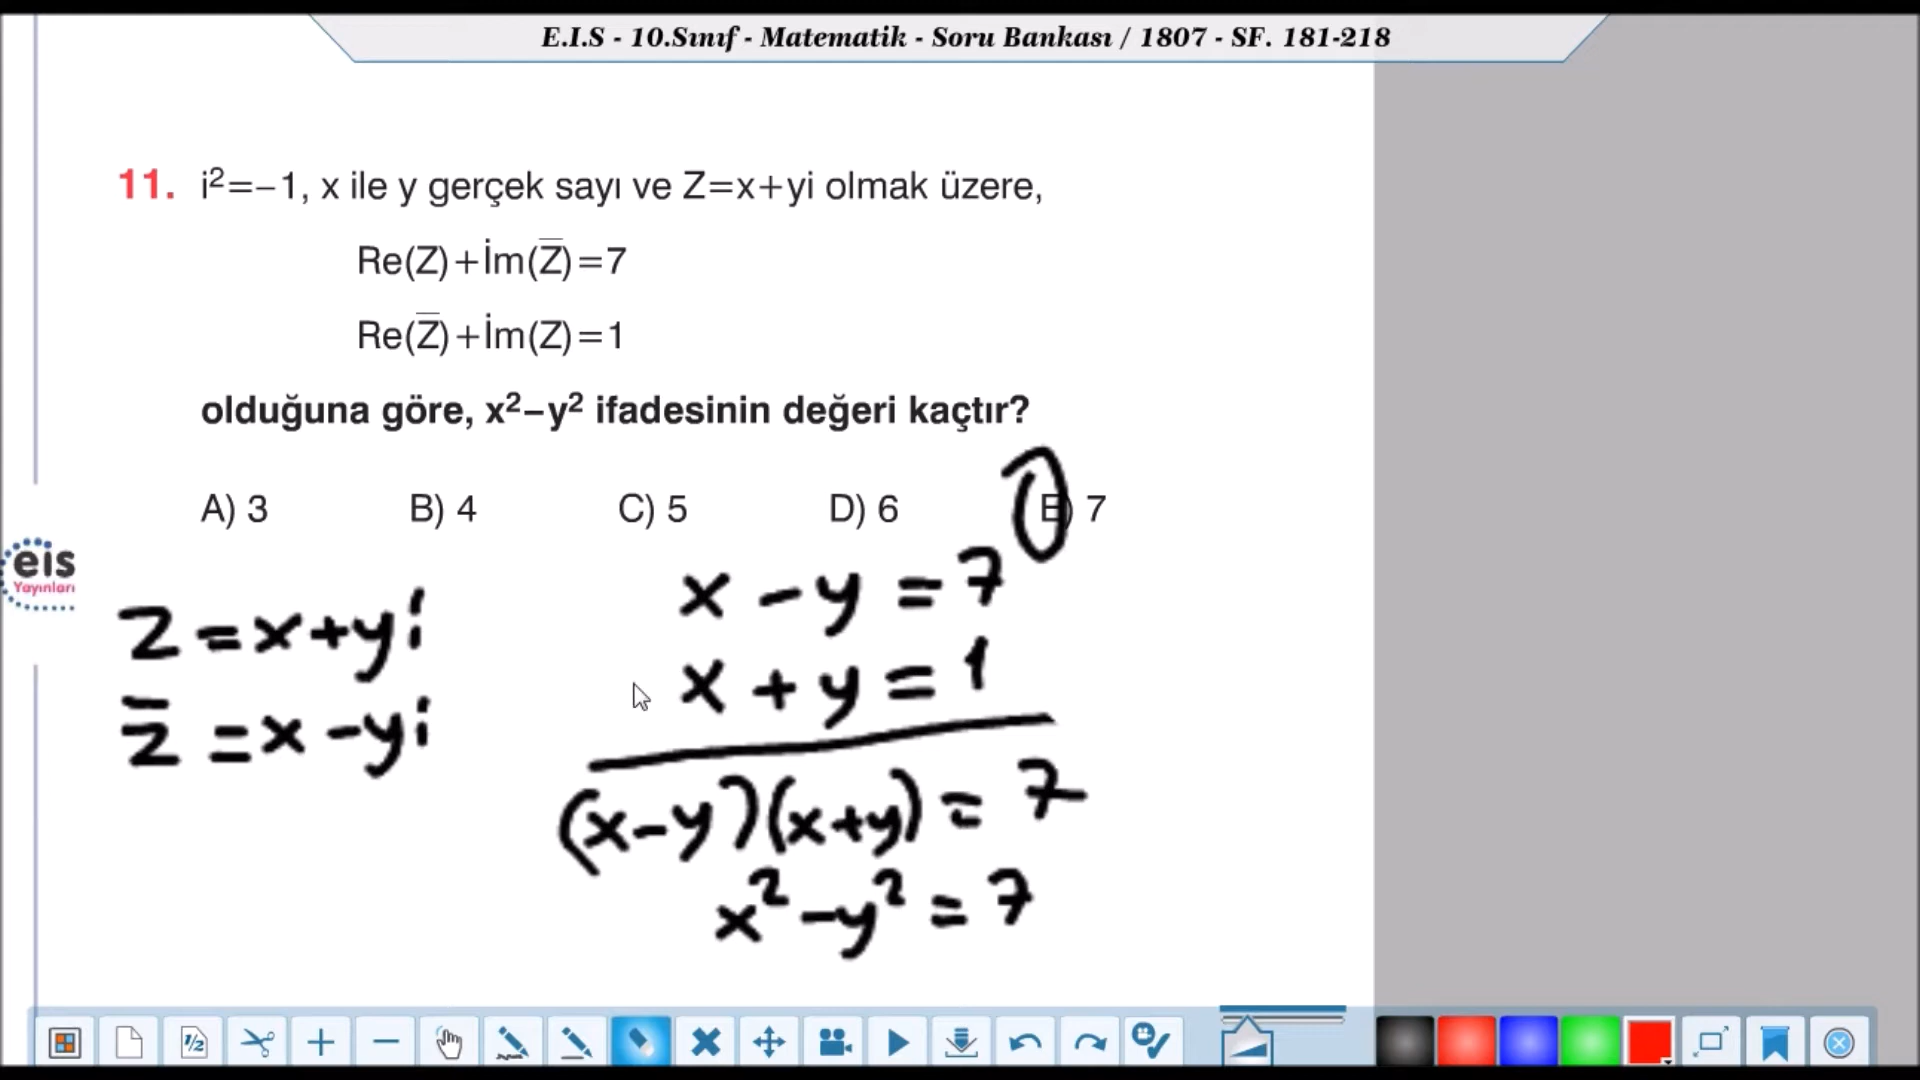 E.I.S - 10.Sınıf - Matematik - Soru Bankası / 1807 - SF. 181-218
11. i²=−1, x ile y gerçek sayı ve Z=x+yi olmak üzere,
Re(Z)+İm(Z̅)=7
Re(Z̅)+İm(Z)=1
olduğuna göre, x²−y² ifadesinin değeri kaçtır?
A) 3 B) 4 C) 5 D) 6 E) 7
eis
Yayınları
z = x+yi
z̅ = x-yi
x - y = 7
x + y = 1
(x-y)(x+y) = 7
x² - y² = 7
1/2